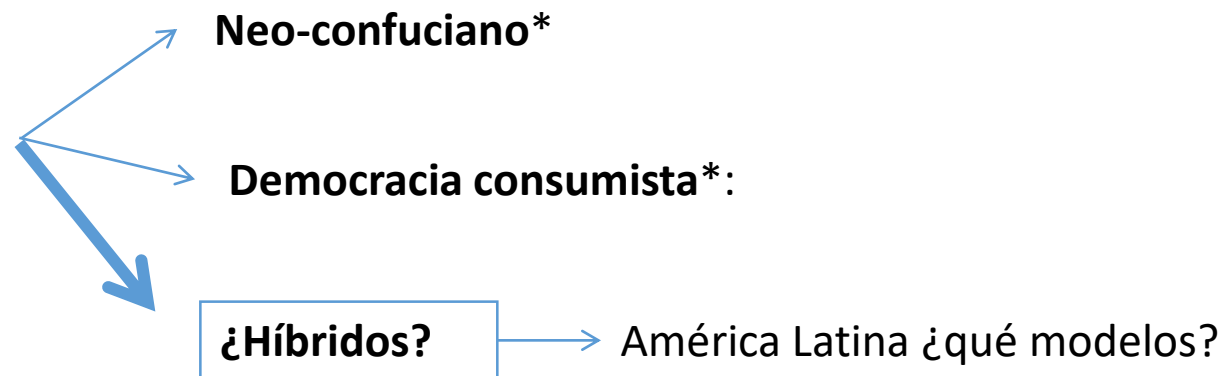 Neo-confuciano*
Democracia consumista*:
¿Híbridos? América Latina ¿qué modelos?